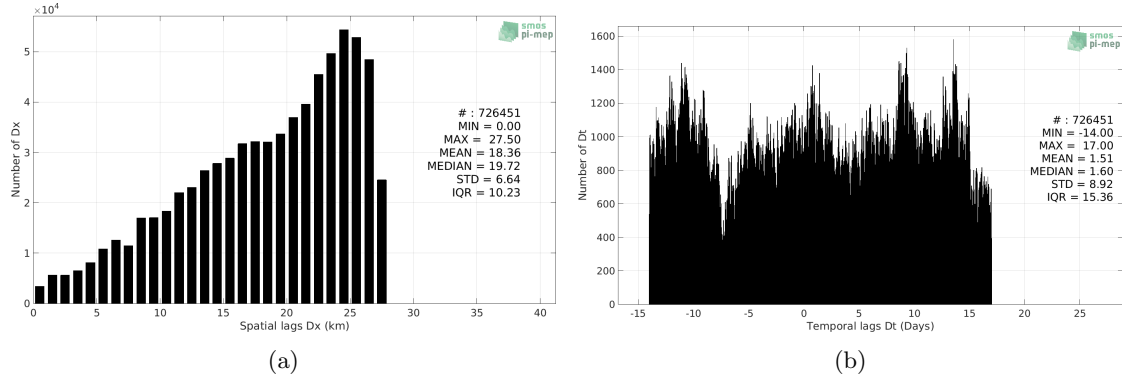 ×10⁴
5
4
3
2
1
0
Number of Dx
0 5 10 15 20 25 30 35 40
Spatial lags Dx (km)
smos
pi-mep
# : 726451
MIN = 0.00
MAX = 27.50
MEAN = 18.36
MEDIAN = 19.72
STD = 6.64
IQR = 10.23
(a)
1600
1400
1200
1000
800
600
400
200
0
Number of Dt
-15 -10 -5 0 5 10 15 20 25
Temporal lags Dt (Days)
smos
pi-mep
# : 726451
MIN = -14.00
MAX = 17.00
MEAN = 1.51
MEDIAN = 1.60
STD = 8.92
IQR = 15.36
(b)